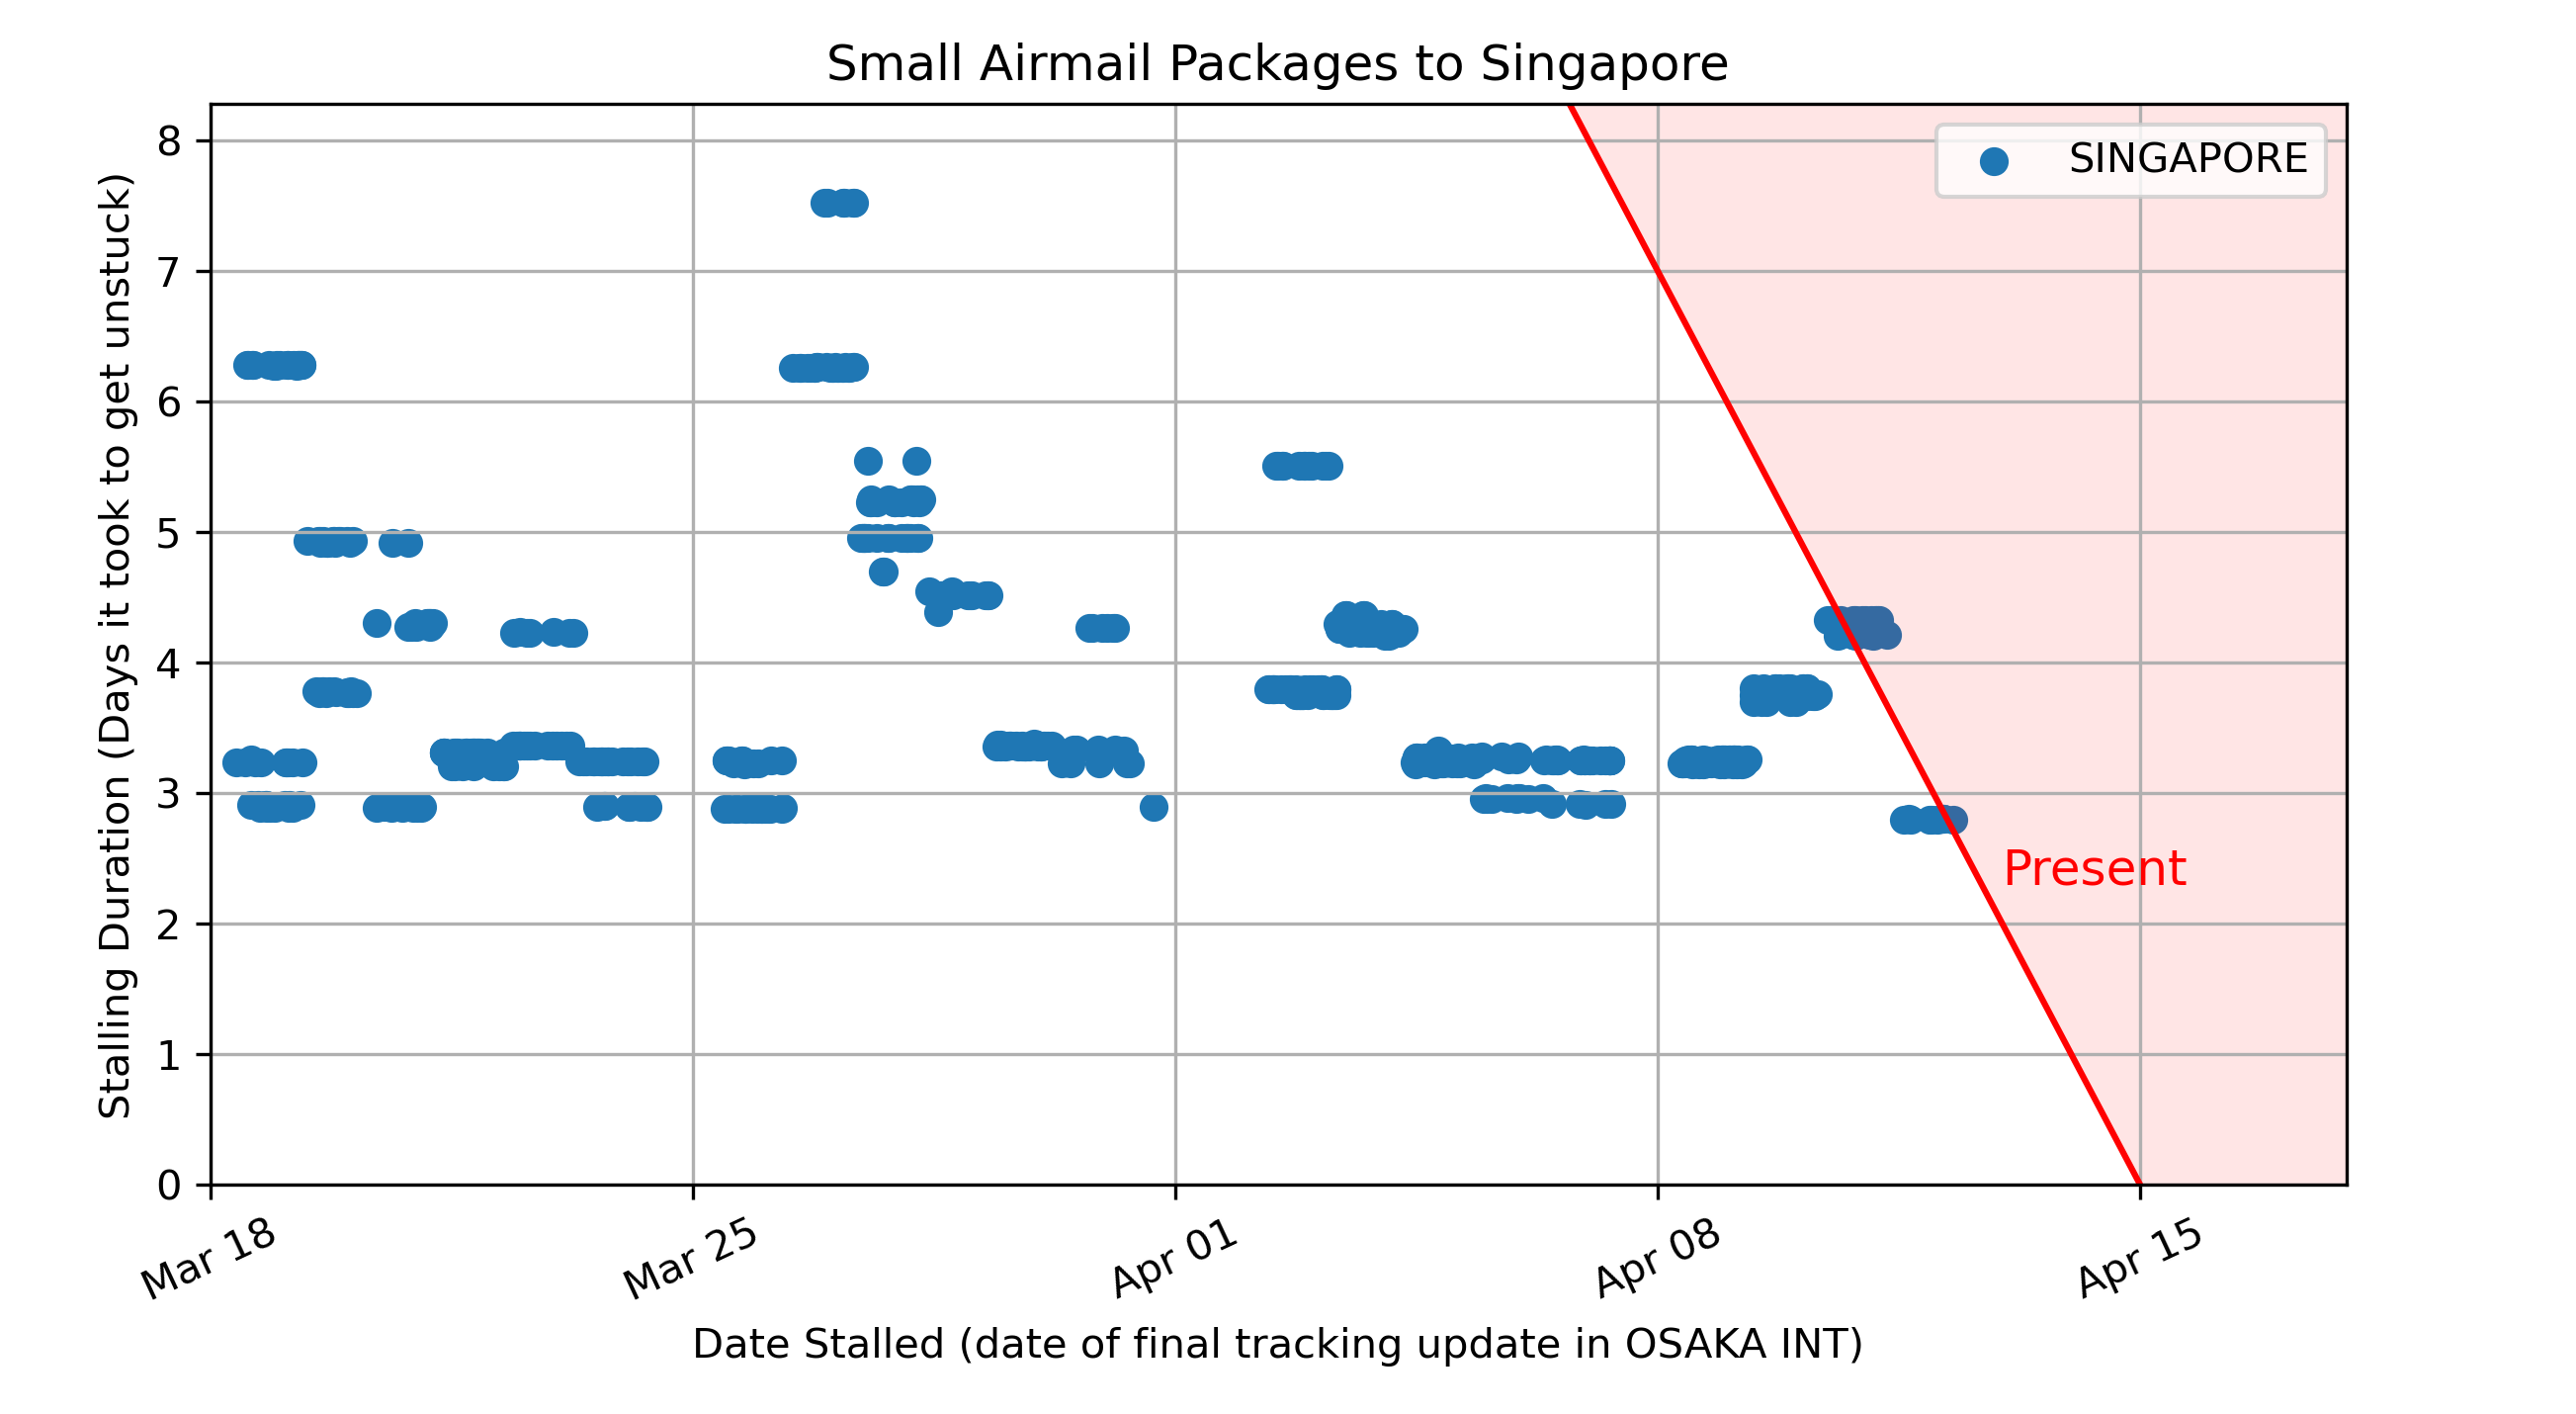 Small Airmail Packages to Singapore
SINGAPORE
Stalling Duration (Days it took to get unstuck)
8
7
6
5
4
3
2
1
0
Present
Mar 18
Mar 25
Apr 01
Apr 08
Apr 15
Date Stalled (date of final tracking update in OSAKA INT)